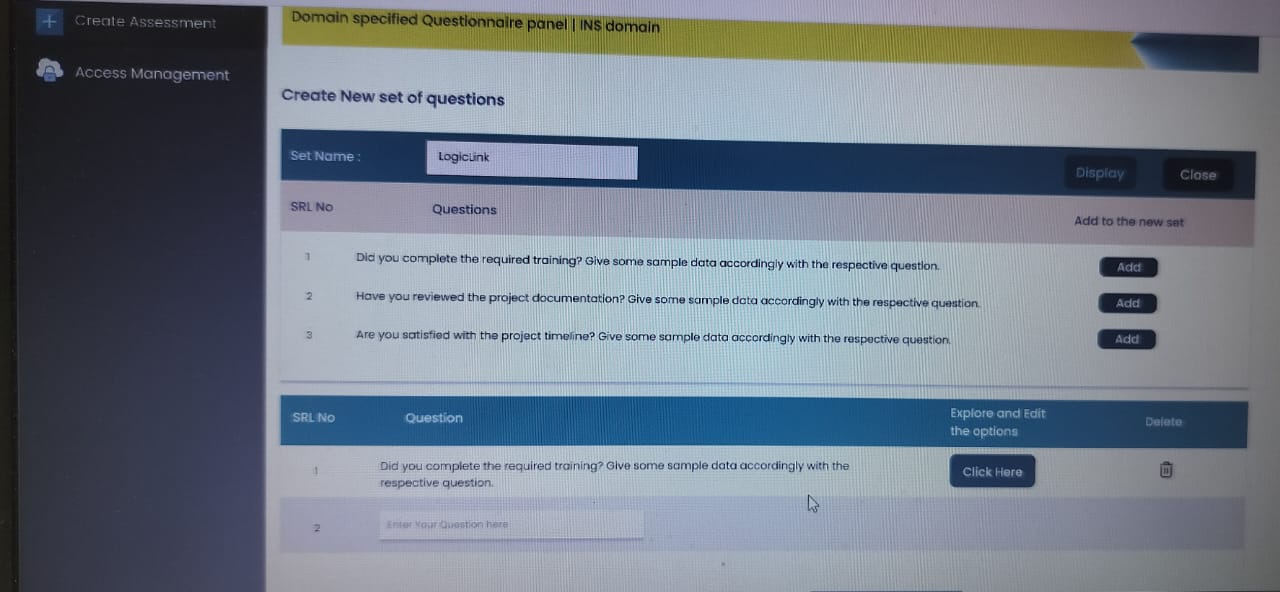 Create Assessment
Domain specified Questionnaire panel | INS domain
Access Management
Create New set of questions
Set Name :
LogicLink
Display
Close
SRL No
Questions
Add to the new set
1
Did you complete the required training? Give some sample data accordingly with the respective question.
Add
2
Have you reviewed the project documentation? Give some sample data accordingly with the respective question.
Add
3
Are you satisfied with the project timeline? Give some sample data accordingly with the respective question.
Add
SRL No
Question
Explore and Edit
the options
Delete
1
Did you complete the required training? Give some sample data accordingly with the
respective question.
Click Here
2
Enter Your Question here